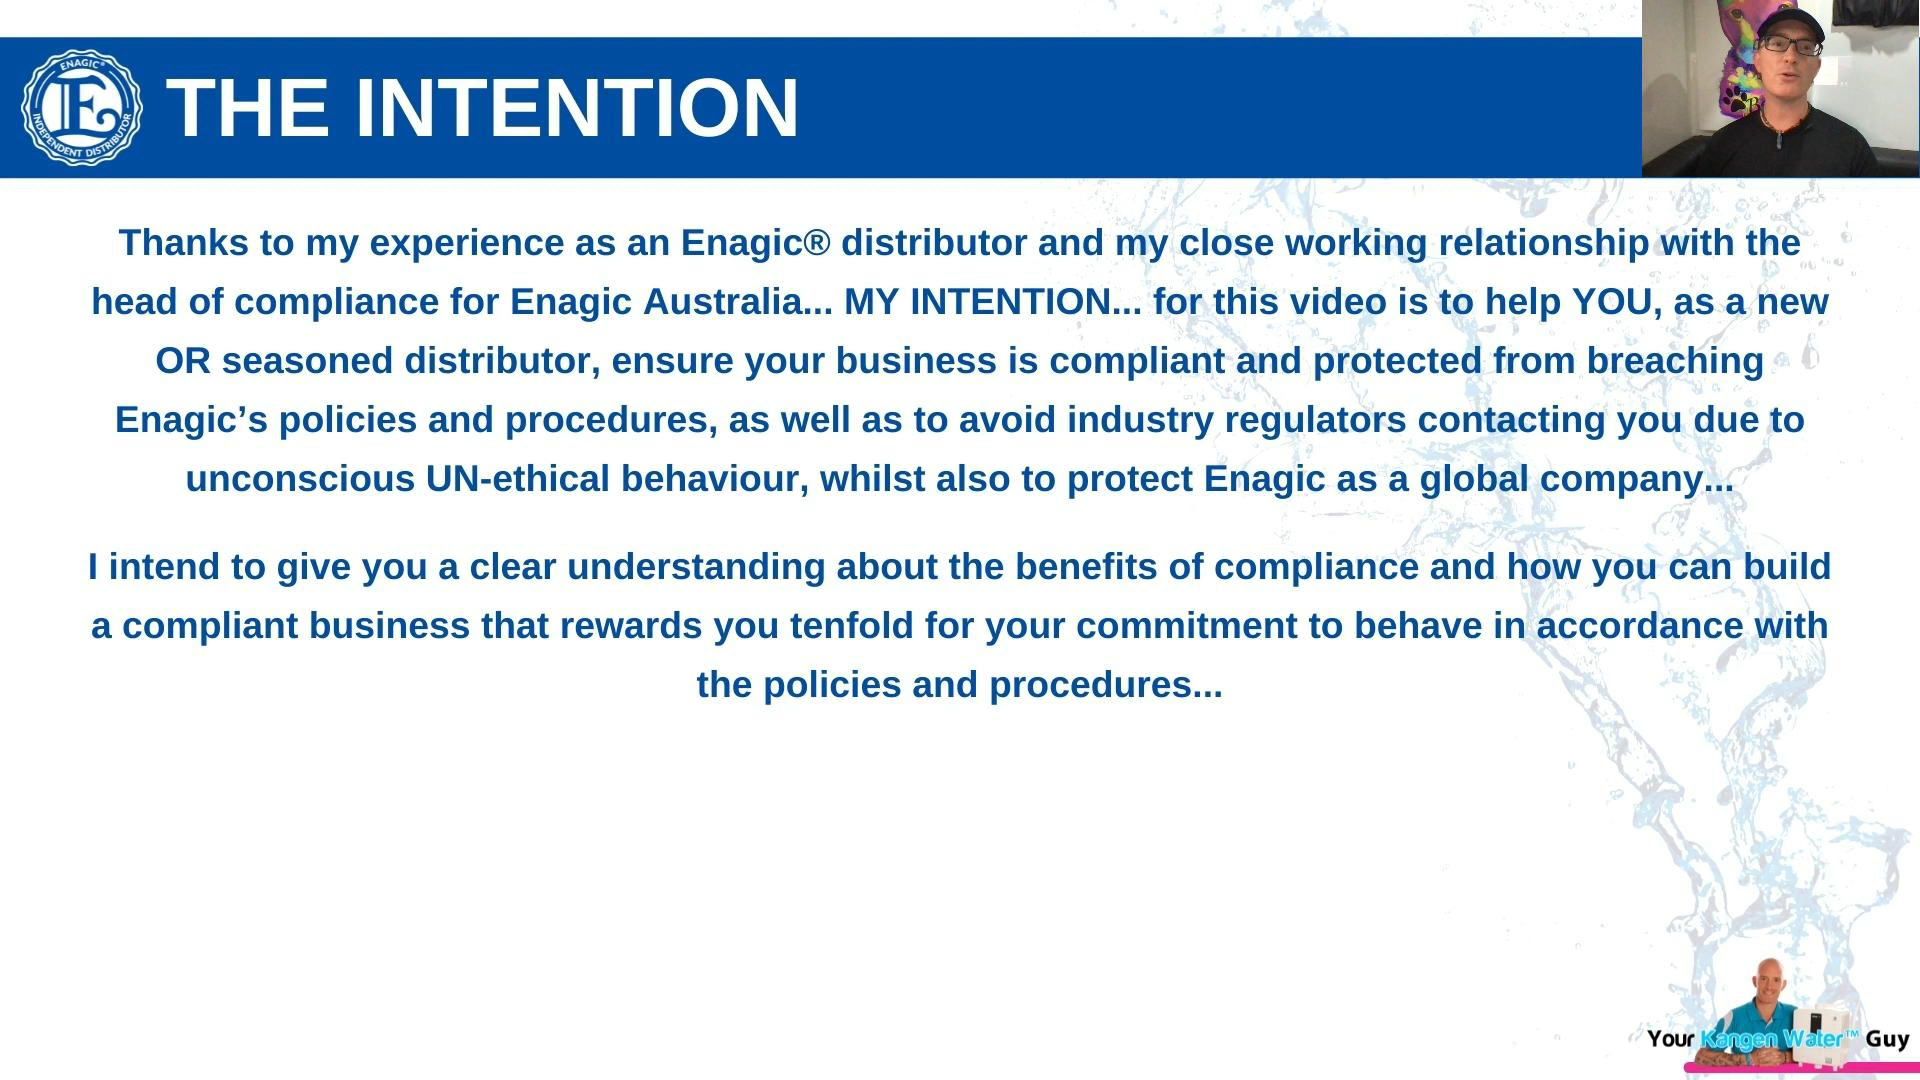 ENAGIC®
E
INDEPENDENT DISTRIBUTOR
THE INTENTION
Thanks to my experience as an Enagic® distributor and my close working relationship with the
head of compliance for Enagic Australia... MY INTENTION... for this video is to help YOU, as a new
OR seasoned distributor, ensure your business is compliant and protected from breaching
Enagic’s policies and procedures, as well as to avoid industry regulators contacting you due to
unconscious UN-ethical behaviour, whilst also to protect Enagic as a global company...
I intend to give you a clear understanding about the benefits of compliance and how you can build
a compliant business that rewards you tenfold for your commitment to behave in accordance with
the policies and procedures...
Your Kangen Water™ Guy